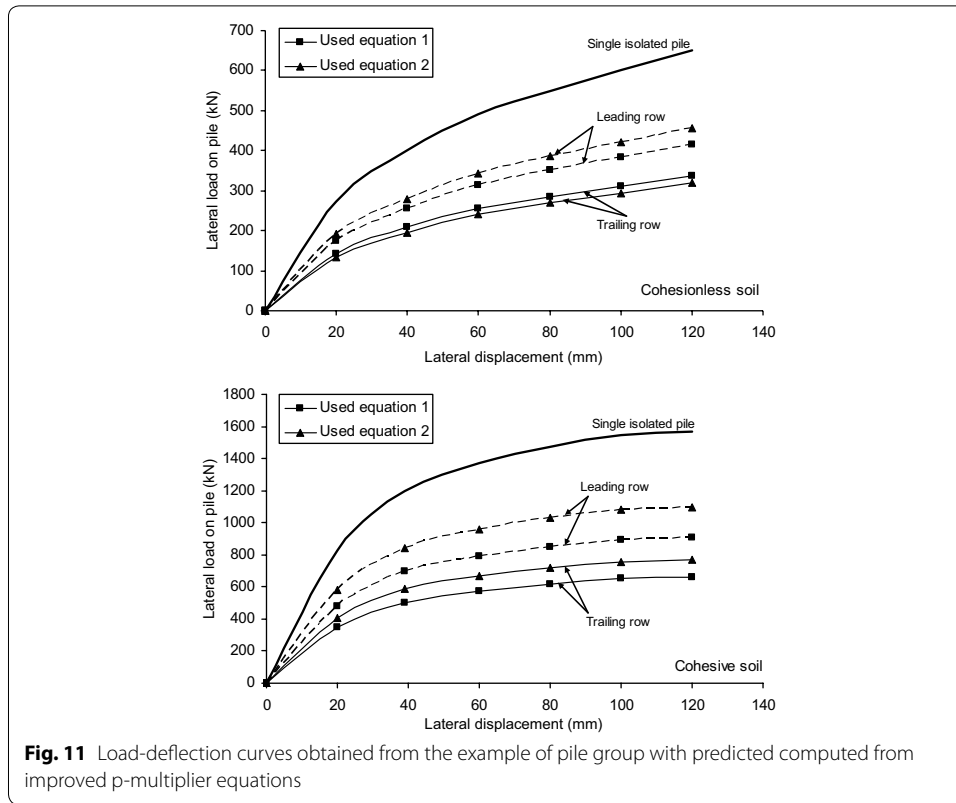 700
600
500
400
300
200
100
0
Lateral load on pile (kN)
Used equation 1
Used equation 2
Single isolated pile
Leading row
Trailing row
Cohesionless soil
0 20 40 60 80 100 120 140
Lateral displacement (mm)
1800
1600
1400
1200
1000
800
600
400
200
0
Lateral load on pile (kN)
Used equation 1
Used equation 2
Single isolated pile
Leading row
Trailing row
Cohesive soil
0 20 40 60 80 100 120 140
Lateral displacement (mm)
Fig. 11 Load-deflection curves obtained from the example of pile group with predicted computed from
improved p-multiplier equations